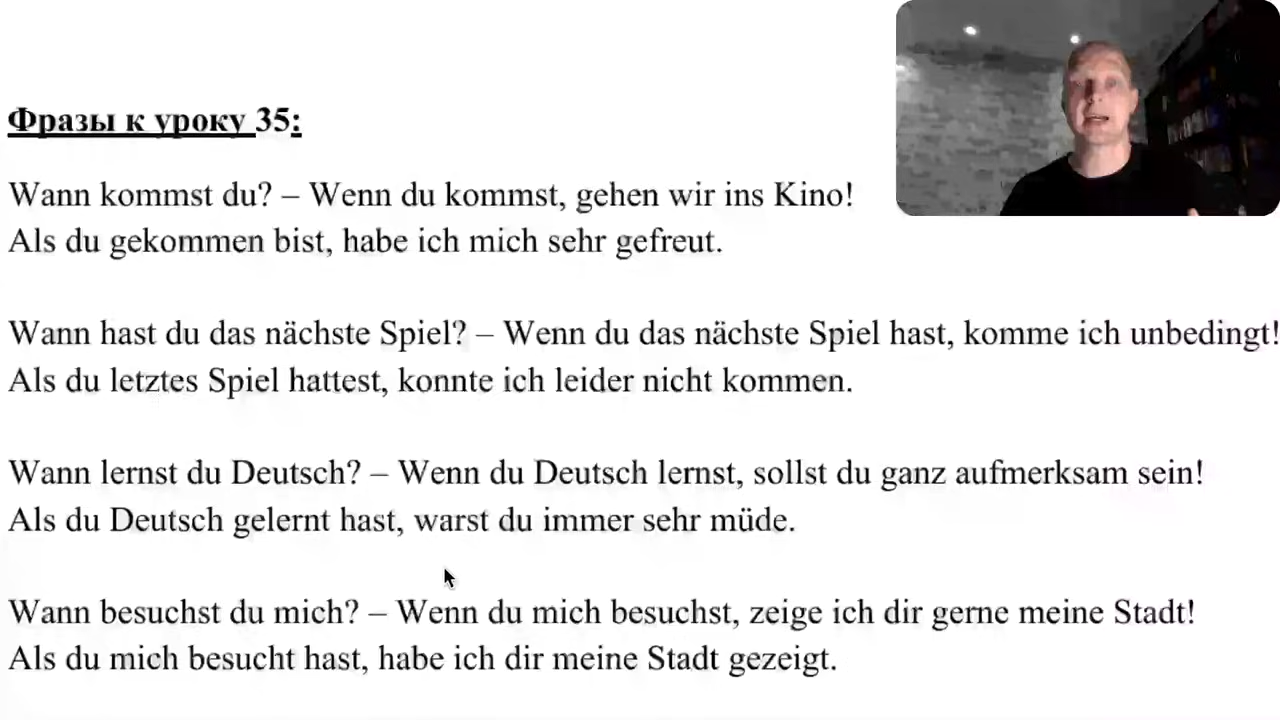 Фразы к уроку 35:
Wann kommst du? – Wenn du kommst, gehen wir ins Kino!
Als du gekommen bist, habe ich mich sehr gefreut.
Wann hast du das nächste Spiel? – Wenn du das nächste Spiel hast, komme ich unbedingt!
Als du letztes Spiel hattest, konnte ich leider nicht kommen.
Wann lernst du Deutsch? – Wenn du Deutsch lernst, sollst du ganz aufmerksam sein!
Als du Deutsch gelernt hast, warst du immer sehr müde.
Wann besuchst du mich? – Wenn du mich besuchst, zeige ich dir gerne meine Stadt!
Als du mich besucht hast, habe ich dir meine Stadt gezeigt.